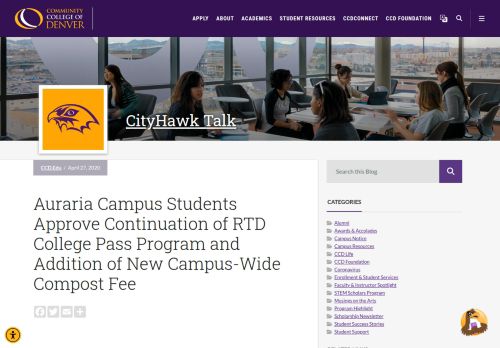 COMMUNITY
COLLEGE OF
DENVER
APPLY ABOUT ACADEMICS STUDENT RESOURCES CCDCONNECT CCD FOUNDATION
CityHawk Talk
CCD.Edu / April 27, 2020
Auraria Campus Students
Approve Continuation of RTD
College Pass Program and
Addition of New Campus-Wide
Compost Fee
Search this Blog
CATEGORIES
Alumni
Awards & Accolades
Campus Notice
Campus Resources
CCD Life
CCD Foundation
Coronavirus
Enrollment & Student Services
Faculty & Instructor Spotlight
STEM Scholars Program
Musings on the Arts
Program Highlight
Scholarship Newsletter
Student Success Stories
Student Support